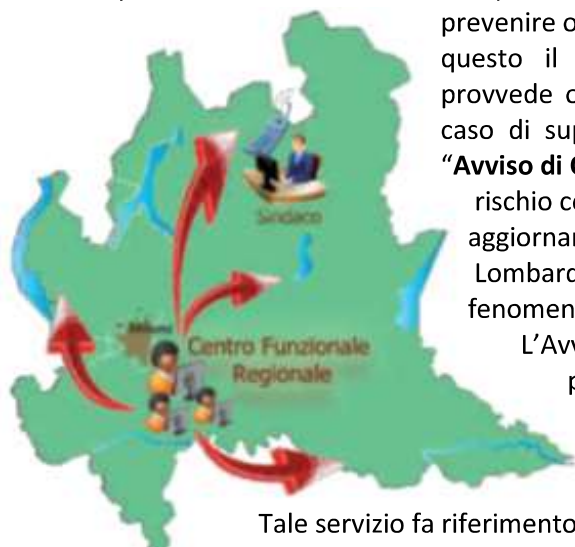 prevenire o
questo il
provvede c
caso di sup
“Avviso di C
rischio co
aggiornar
Lombard
fenomen
L’Avv
p
Sindaco
Milano
Centro Funzionale
Regionale
Tale servizio fa riferimento